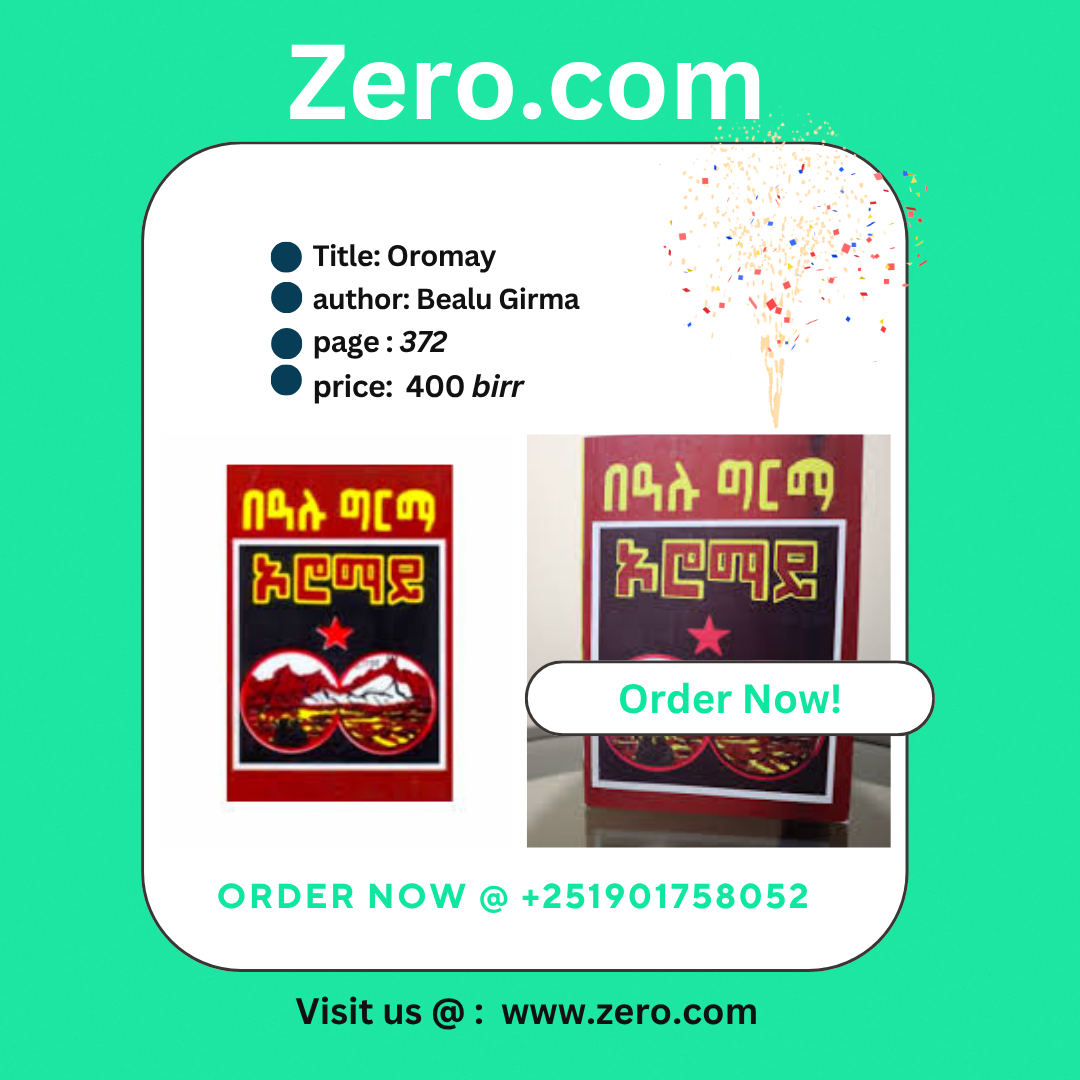 Zero.com
Title: Oromay
author: Bealu Girma
page : 372
price: 400 birr
በዓሉ ግርማ
ኦሮማይ
በዓሉ ግርማ
ኦሮማይ
Order Now!
ORDER NOW @ +251901758052
Visit us @ : www.zero.com